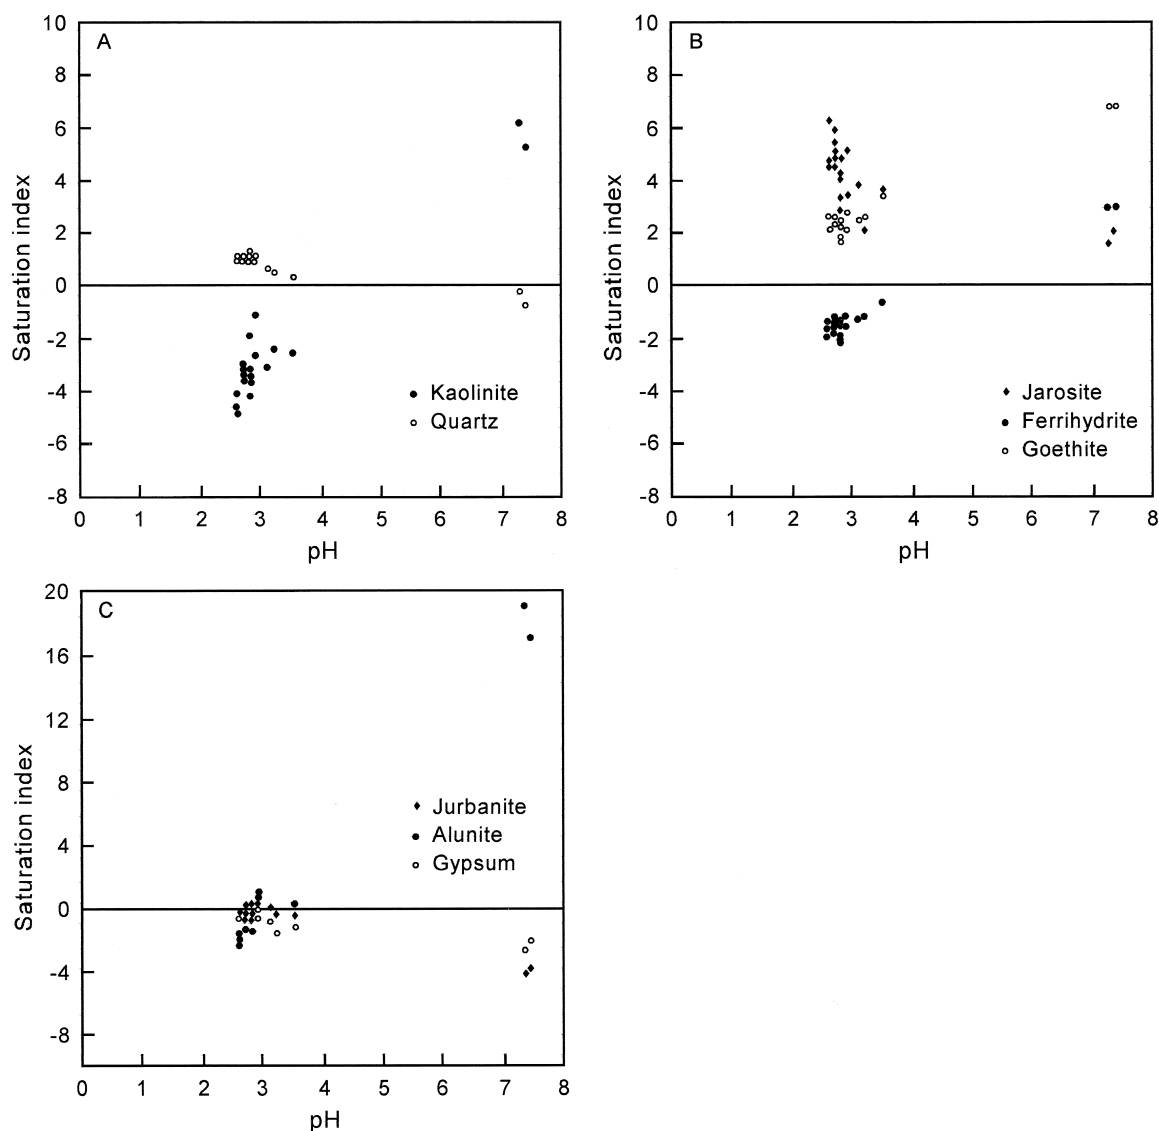 A
Saturation index
10
8
6
4
2
0
-2
-4
-6
-8
Kaolinite
Quartz
0 1 2 3 4 5 6 7 8
pH
B
Saturation index
10
8
6
4
2
0
-2
-4
-6
-8
Jarosite
Ferrihydrite
Goethite
0 1 2 3 4 5 6 7 8
pH
C
Saturation index
20
16
12
8
4
0
-4
-8
Jurbanite
Alunite
Gypsum
0 1 2 3 4 5 6 7 8
pH